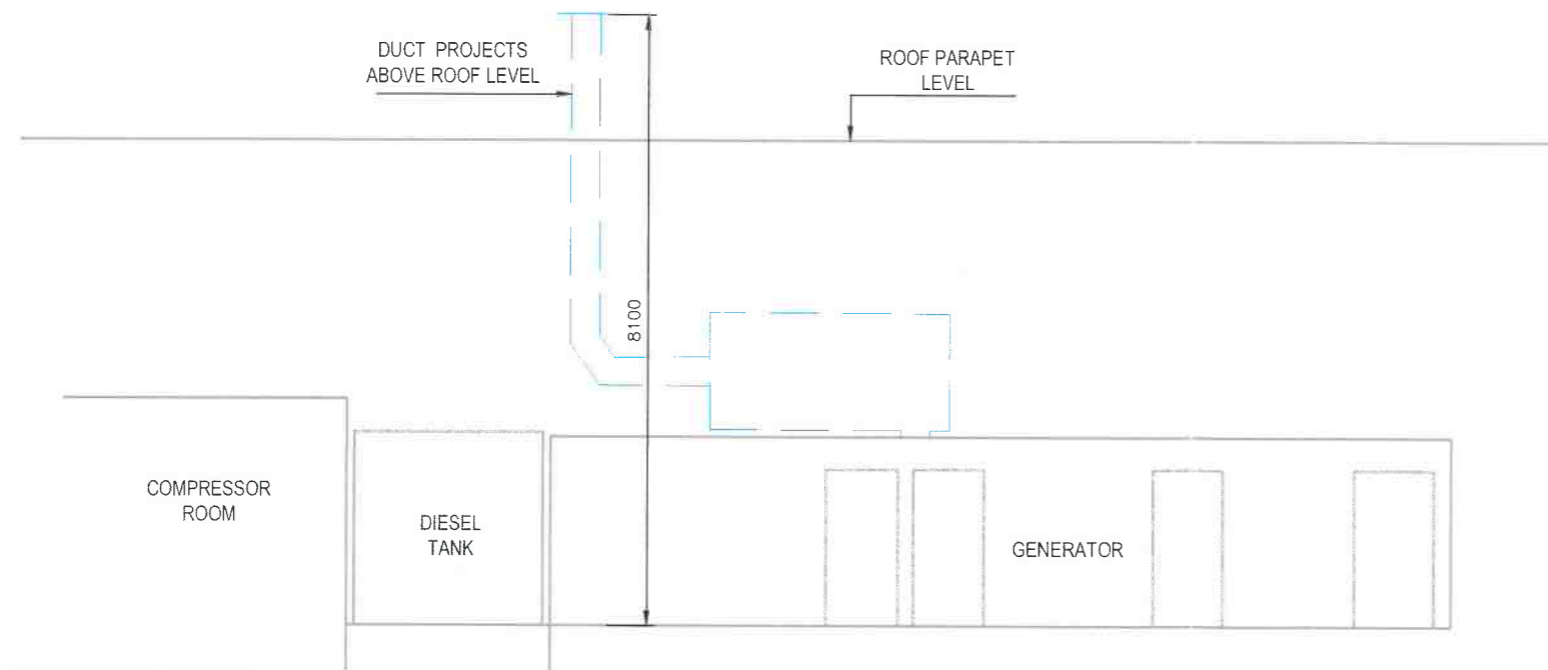 DUCT PROJECTS
ABOVE ROOF LEVEL
ROOF PARAPET
LEVEL
8100
COMPRESSOR
ROOM
DIESEL
TANK
GENERATOR